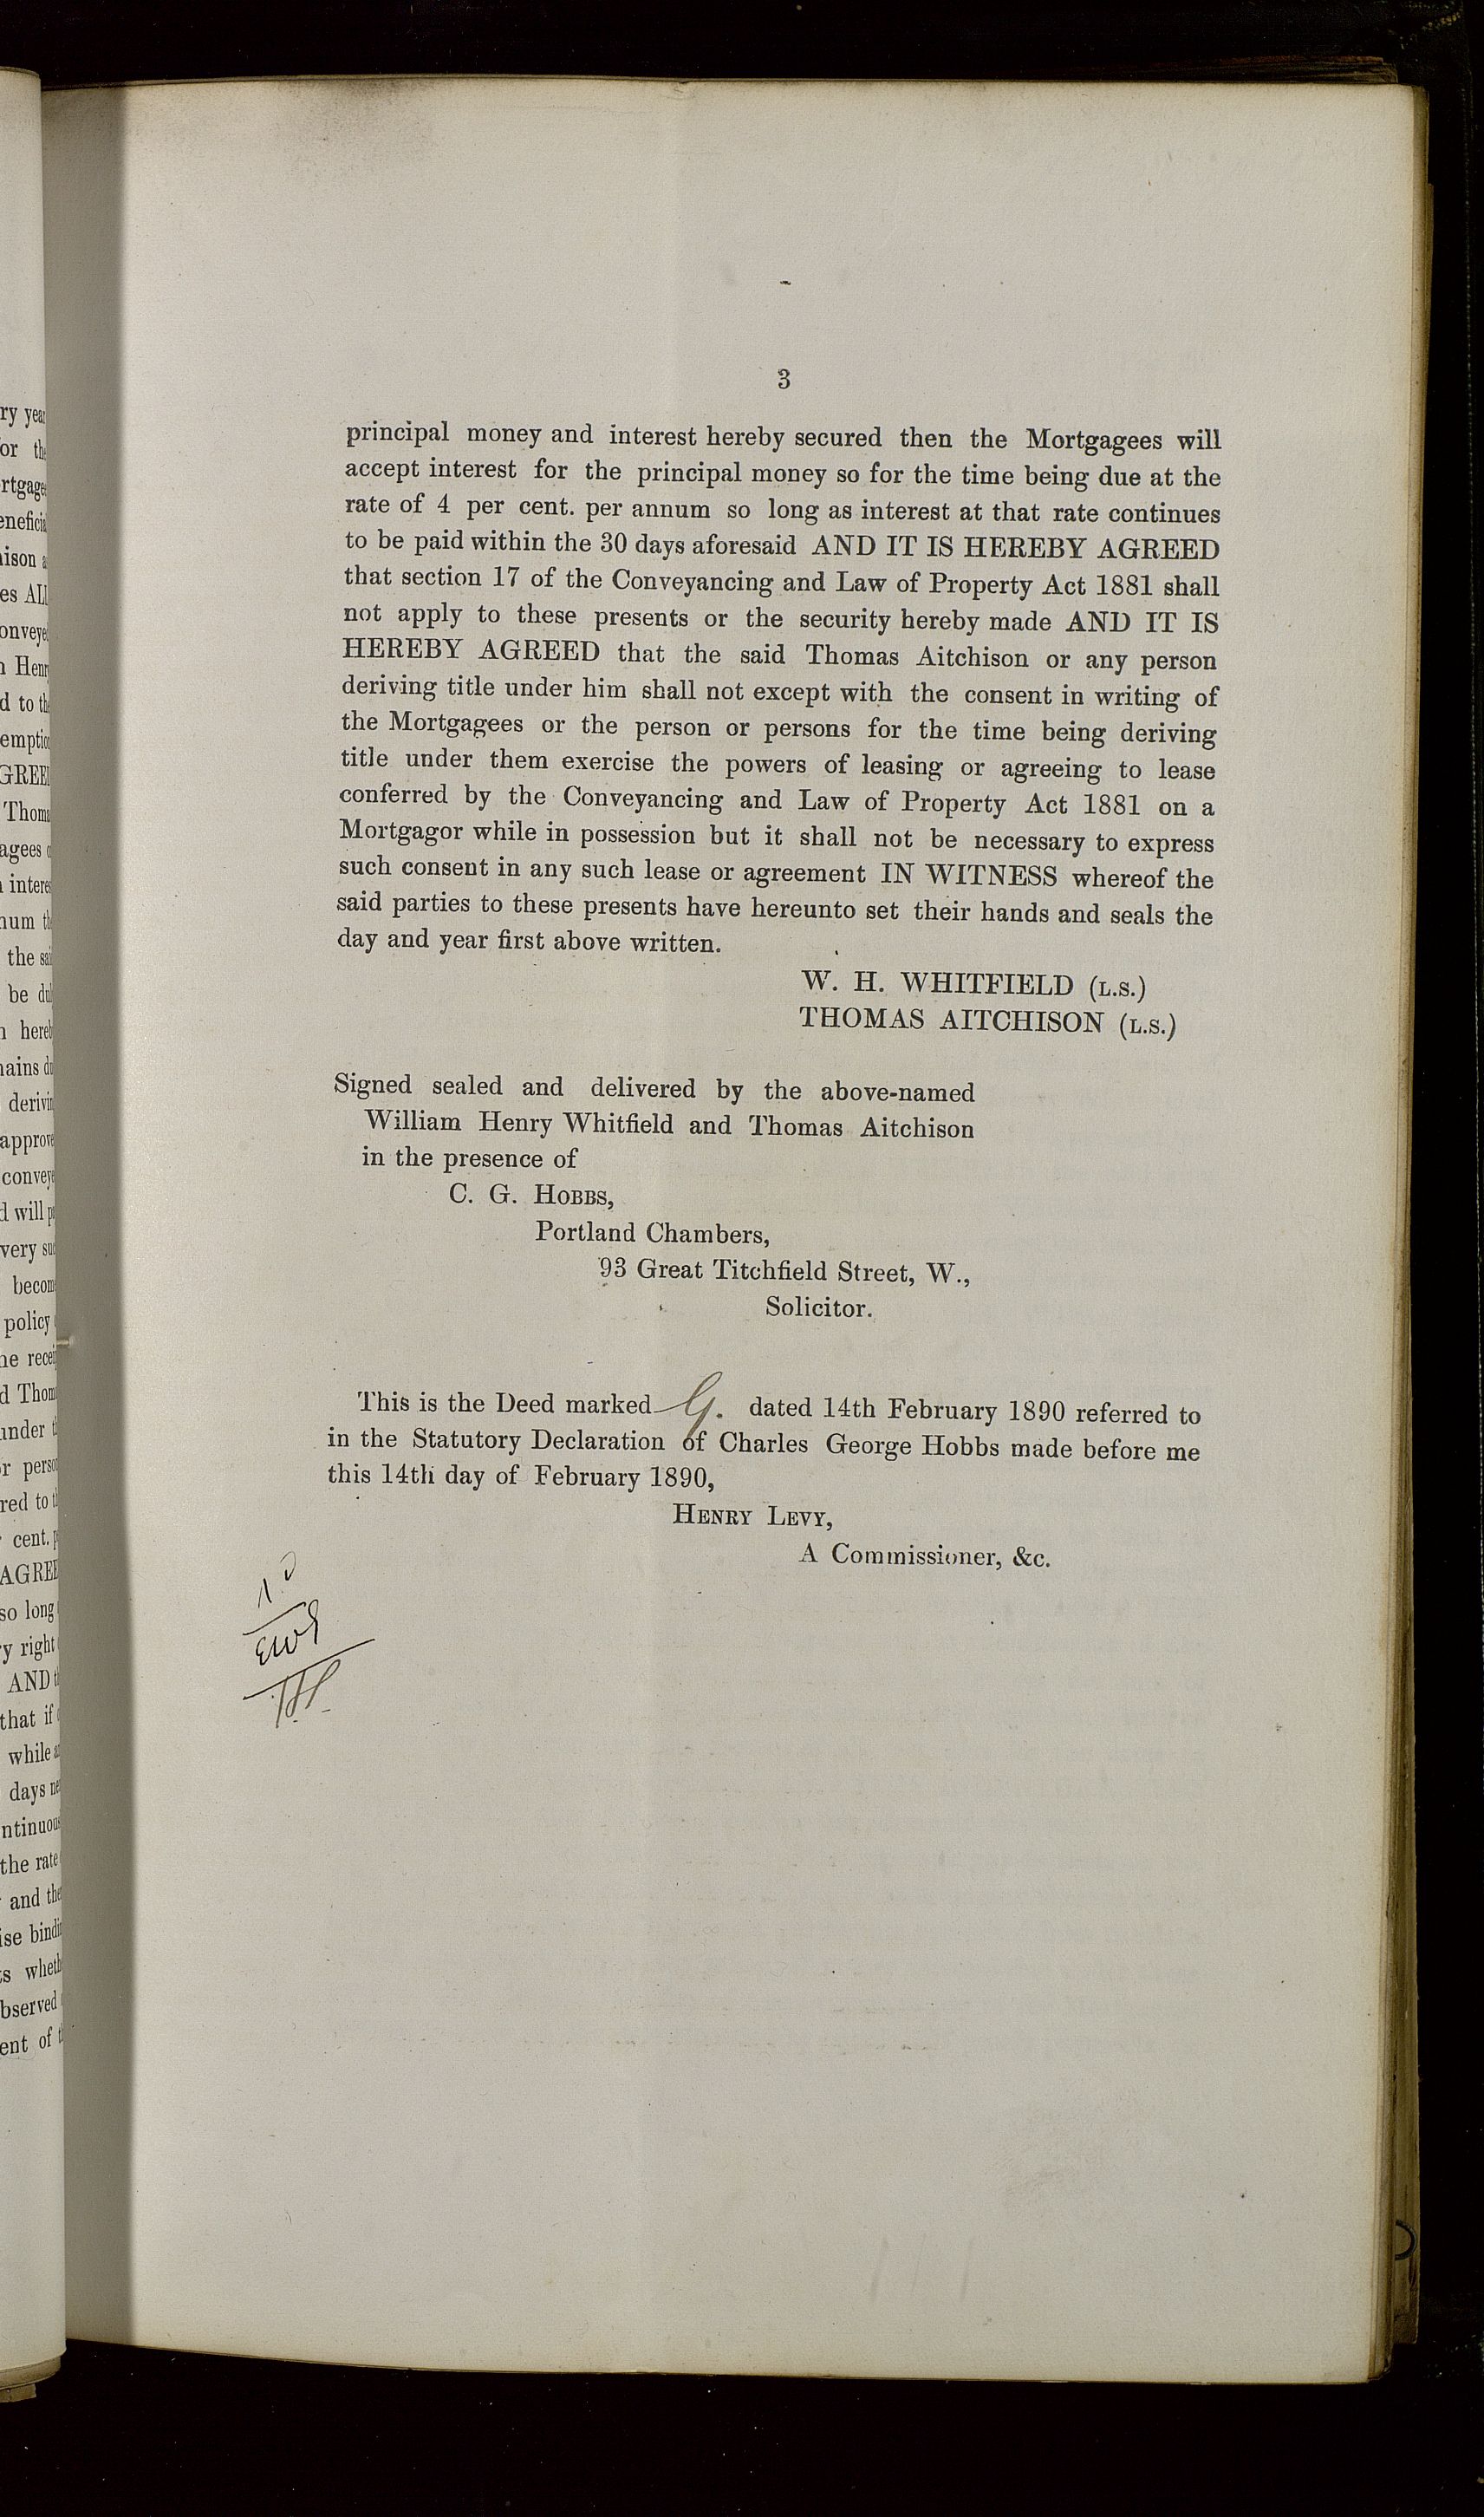 3
principal money and interest hereby secured then the Mortgagees will
accept interest for the principal money so for the time being due at the
rate of 4 per cent. per annum so long as interest at that rate continues
to be paid within the 30 days aforesaid AND IT IS HEREBY AGREED
that section 17 of the Conveyancing and Law of Property Act 1881 shall
not apply to these presents or the security hereby made AND IT IS
HEREBY AGREED that the said Thomas Aitchison or any person
deriving title under him shall not except with the consent in writing of
the Mortgagees or the person or persons for the time being deriving
title under them exercise the powers of leasing or agreeing to lease
conferred by the Conveyancing and Law of Property Act 1881 on a
Mortgagor while in possession but it shall not be necessary to express
such consent in any such lease or agreement IN WITNESS whereof the
said parties to these presents have hereunto set their hands and seals the
day and year first above written.
W. H. WHITFIELD (L.S.)
THOMAS AITCHISON (L.S.)
Signed sealed and delivered by the above-named
William Henry Whitfield and Thomas Aitchison
in the presence of
C. G. HOBBS,
Portland Chambers,
93 Great Titchfield Street, W.,
Solicitor.
This is the Deed marked G. dated 14th February 1890 referred to
in the Statutory Declaration of Charles George Hobbs made before me
this 14th day of February 1890,
HENRY LEVY,
A Commissioner, &c.